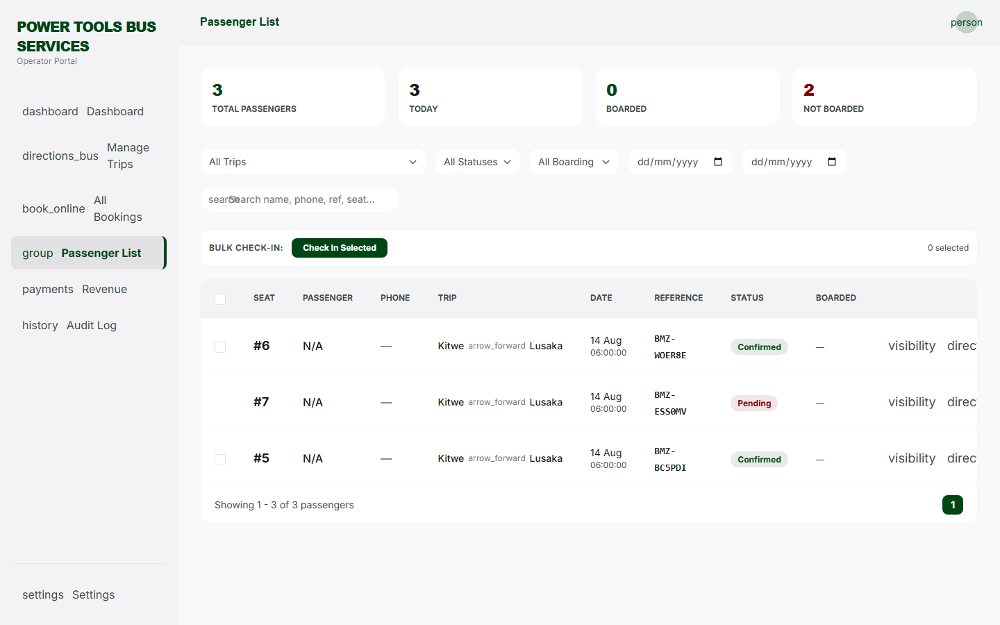 POWER TOOLS BUS
SERVICES
Operator Portal
dashboard Dashboard
directions_bus Manage
Trips
book_online All
Bookings
group Passenger List
payments Revenue
history Audit Log
settings Settings
Passenger List
person
3
TOTAL PASSENGERS
3
TODAY
0
BOARDED
2
NOT BOARDED
All Trips
All Statuses
All Boarding
dd/mm/yyyy
dd/mm/yyyy
search Search name, phone, ref, seat...
BULK CHECK-IN: Check In Selected 0 selected
SEAT PASSENGER PHONE TRIP DATE REFERENCE STATUS BOARDED
#6 N/A — Kitwe arrow_forward Lusaka 14 Aug 06:00:00 BMZ-WOER8E Confirmed — visibility direc
#7 N/A — Kitwe arrow_forward Lusaka 14 Aug 06:00:00 BMZ-ESS0MV Pending — visibility direc
#5 N/A — Kitwe arrow_forward Lusaka 14 Aug 06:00:00 BMZ-BC5PDI Confirmed — visibility direc
Showing 1 - 3 of 3 passengers
1